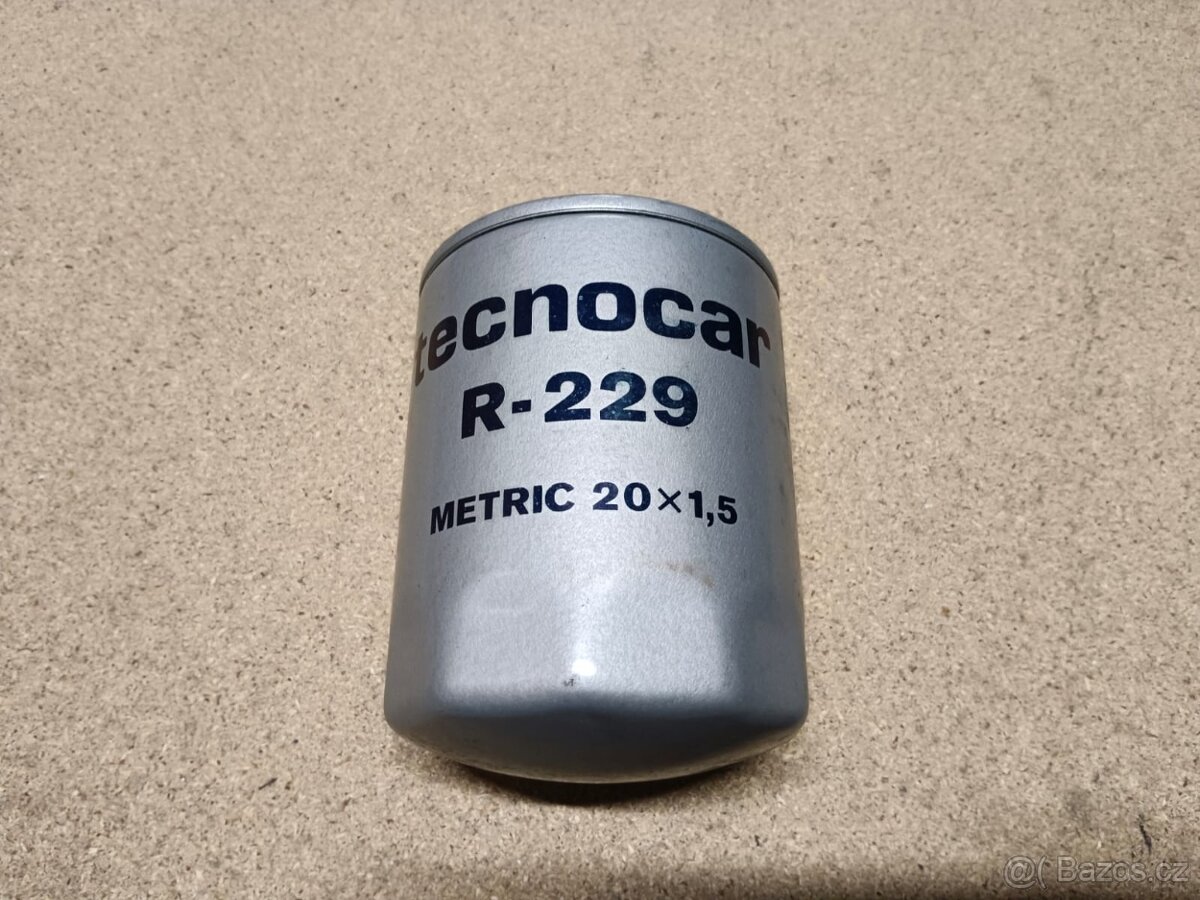 tecnocar
R-229
METRIC 20×1,5
@( Bazos.cz